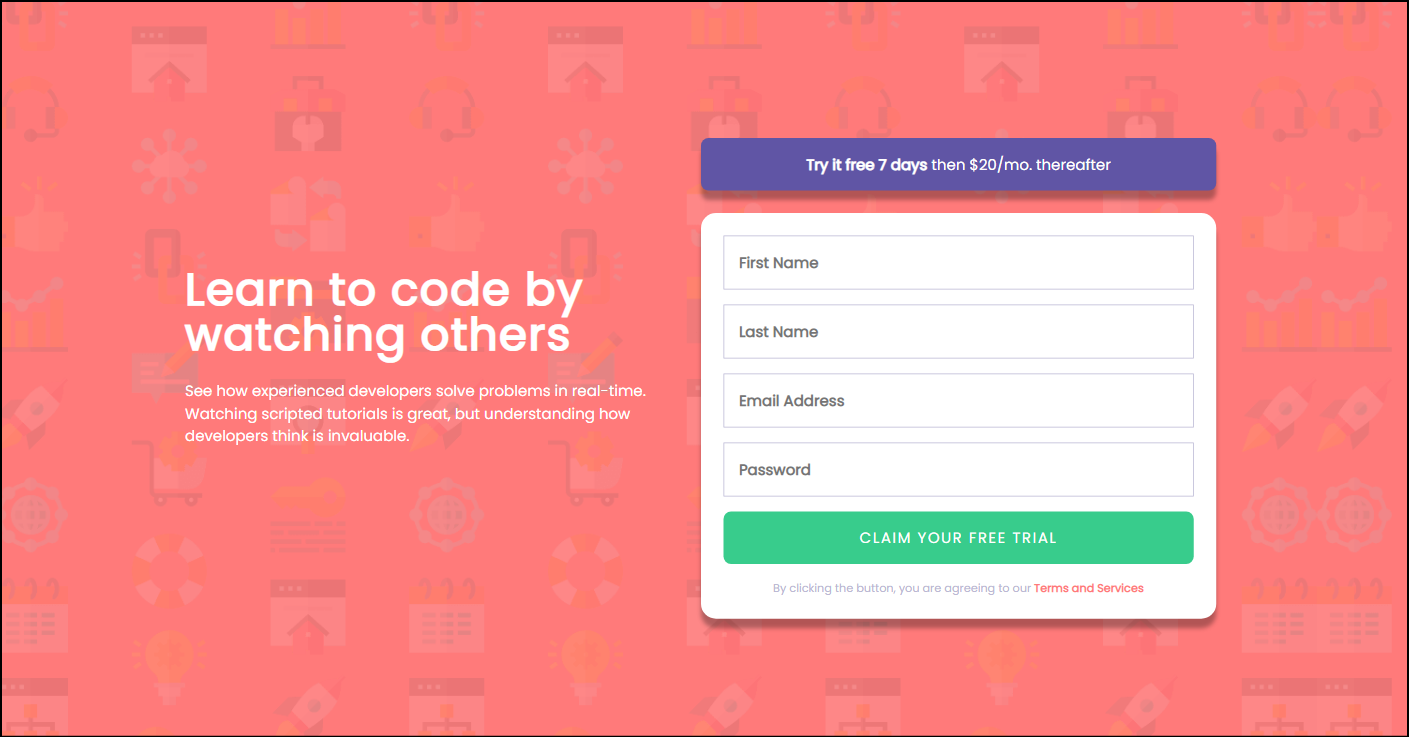 Learn to code by
watching others
See how experienced developers solve problems in real-time.
Watching scripted tutorials is great, but understanding how
developers think is invaluable.
Try it free 7 days then $20/mo. thereafter
First Name
Last Name
Email Address
Password
CLAIM YOUR FREE TRIAL
By clicking the button, you are agreeing to our Terms and Services